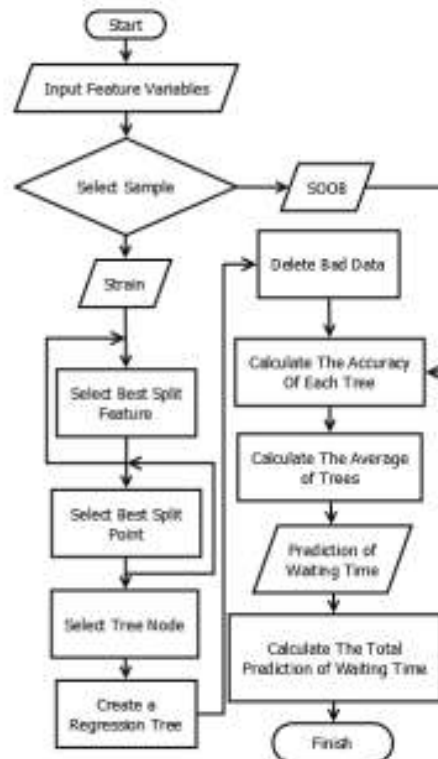 Start
Input Feature Variables
Select Sample
SOOB
Strain
Delete Bad Data
Select Best Split
Feature
Calculate The Accuracy
Of Each Tree
Select Best Split
Point
Calculate The Average
of Trees
Prediction of
Waiting Time
Select Tree Node
Calculate The Total
Prediction of Waiting Time
Create a
Regression Tree
Finish